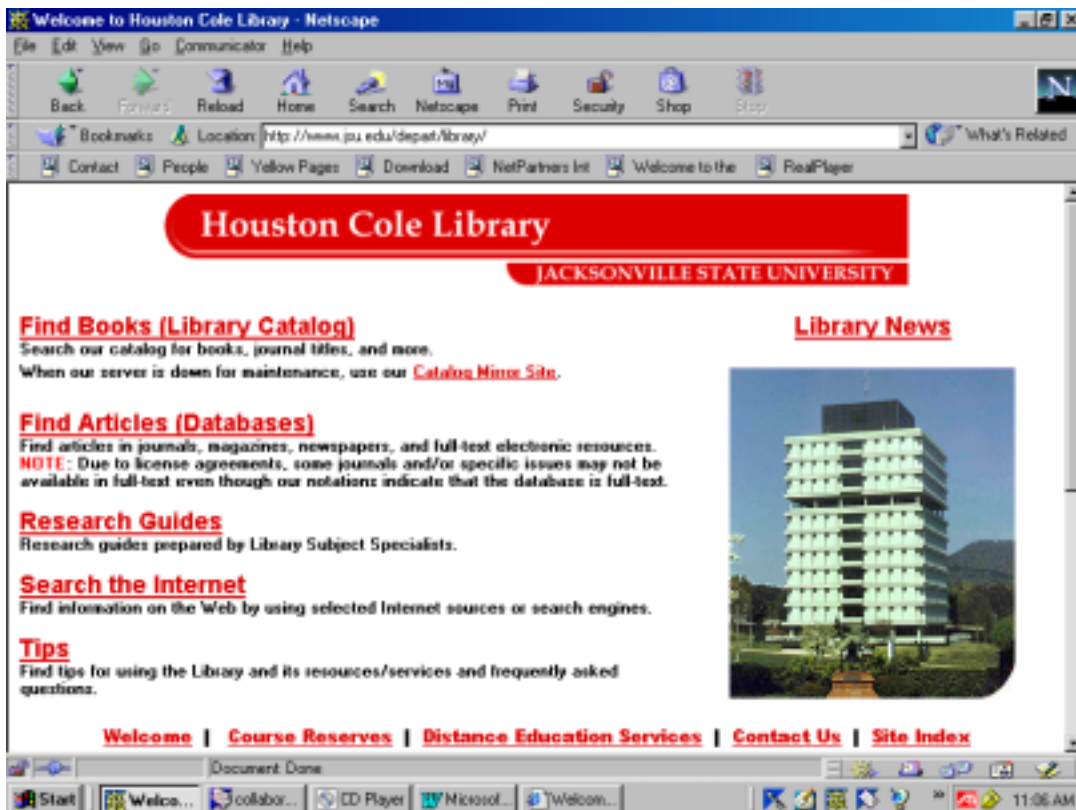 Welcome to Houston Cole Library - Netscape
File Edit View Go Communicator Help
Back Forward Reload Home Search Netscape Print Security Shop Stop
Bookmarks Location: http://www.jsu.edu/depart/library/ What's Related
Contact People Yellow Pages Download NetPartners Int Welcome to the RealPlayer
Houston Cole Library
JACKSONVILLE STATE UNIVERSITY
Find Books (Library Catalog)
Search our catalog for books, journal titles, and more.
When our server is down for maintenance, use our Catalog Mirror Site.
Library News
Find Articles (Databases)
Find articles in journals, magazines, newspapers, and full-text electronic resources.
NOTE: Due to license agreements, some journals and/or specific issues may not be
available in full-text even though our notations indicate that the database is full-text.
Research Guides
Research guides prepared by Library Subject Specialists.
Search the Internet
Find information on the Web by using selected Internet sources or search engines.
Tips
Find tips for using the Library and its resources/services and frequently asked
questions.
Welcome | Course Reserves | Distance Education Services | Contact Us | Site Index
Document Done
Start Welco... collabor... CD Player Microsof... Welcom... 11:06 AM